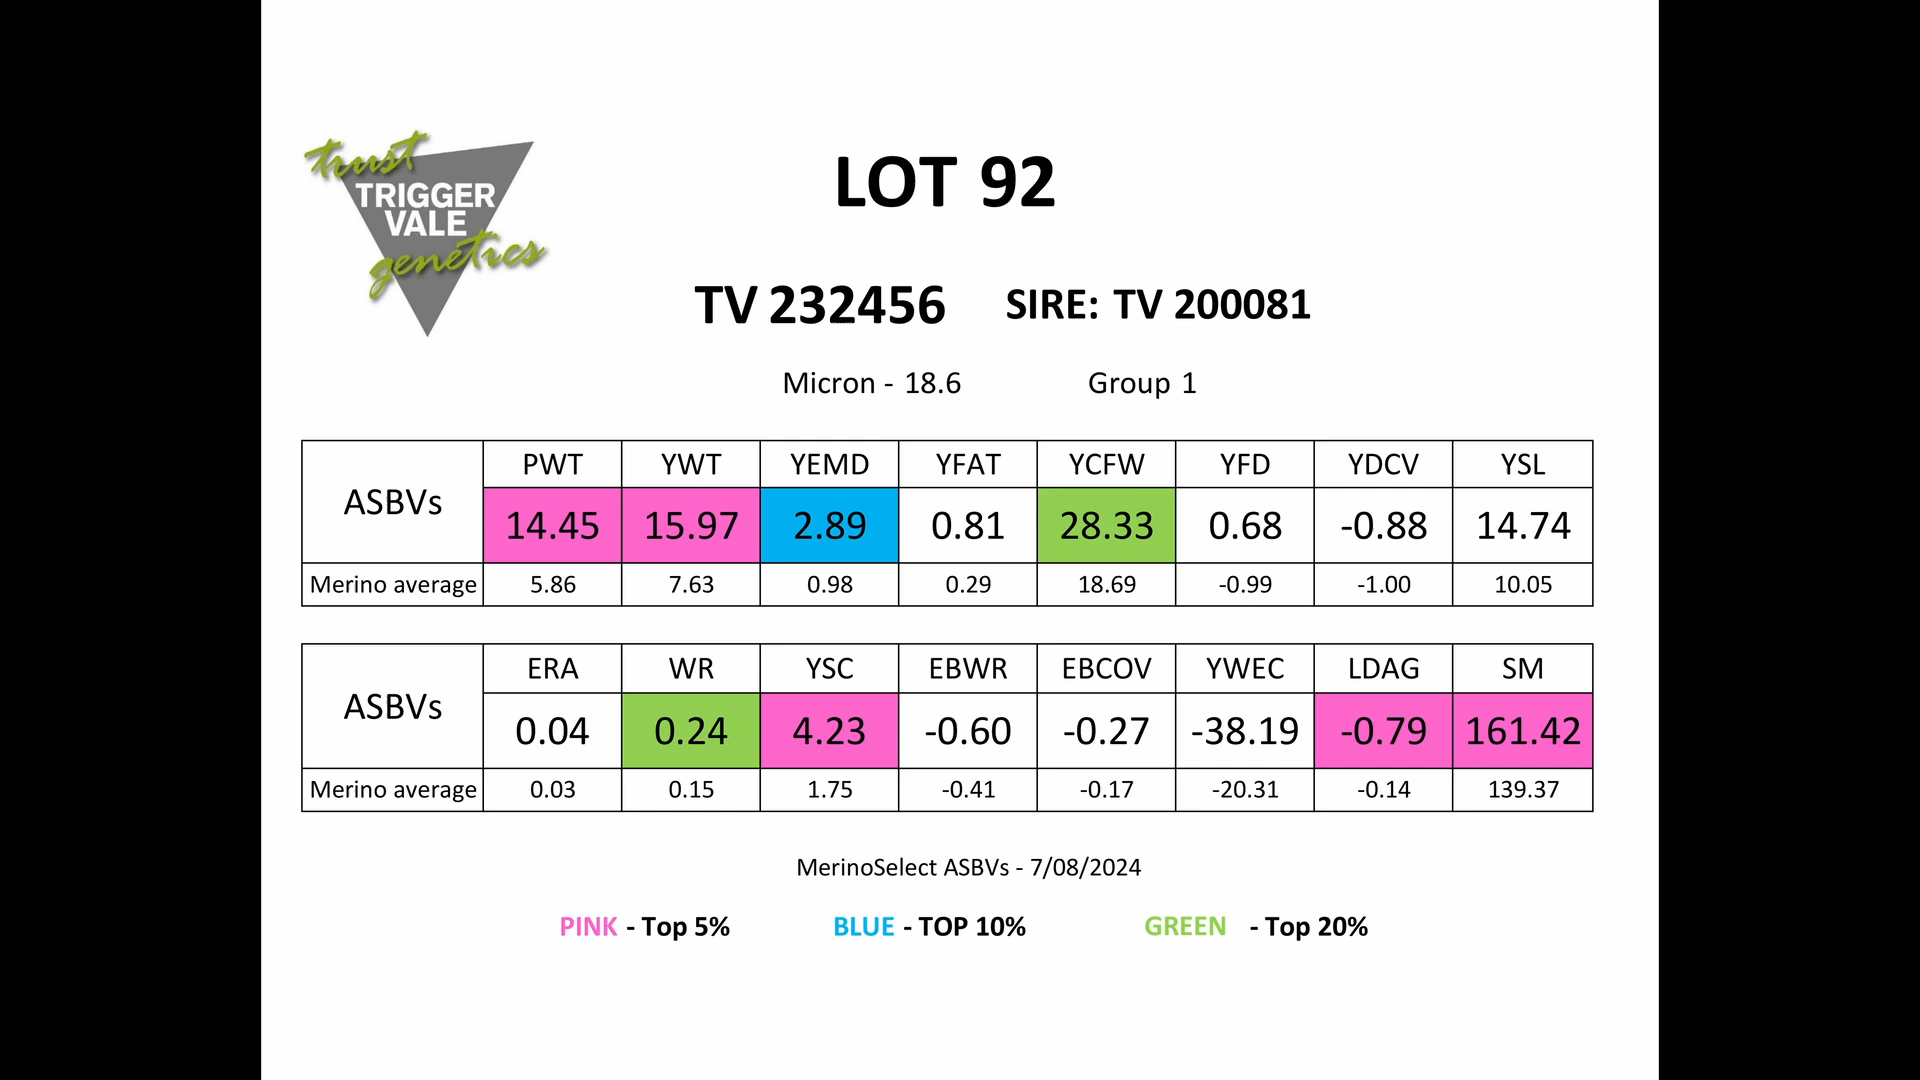 trust
TRIGGER
VALE
genetics
LOT 92
TV 232456 SIRE: TV 200081
Micron - 18.6 Group 1
ASBVs PWT YWT YEMD YFAT YCFW YFD YDCV YSL
14.45 15.97 2.89 0.81 28.33 0.68 -0.88 14.74
Merino average 5.86 7.63 0.98 0.29 18.69 -0.99 -1.00 10.05
ASBVs ERA WR YSC EBWR EBCOV YWEC LDAG SM
0.04 0.24 4.23 -0.60 -0.27 -38.19 -0.79 161.42
Merino average 0.03 0.15 1.75 -0.41 -0.17 -20.31 -0.14 139.37
MerinoSelect ASBVs - 7/08/2024
PINK - Top 5% BLUE - TOP 10% GREEN - Top 20%